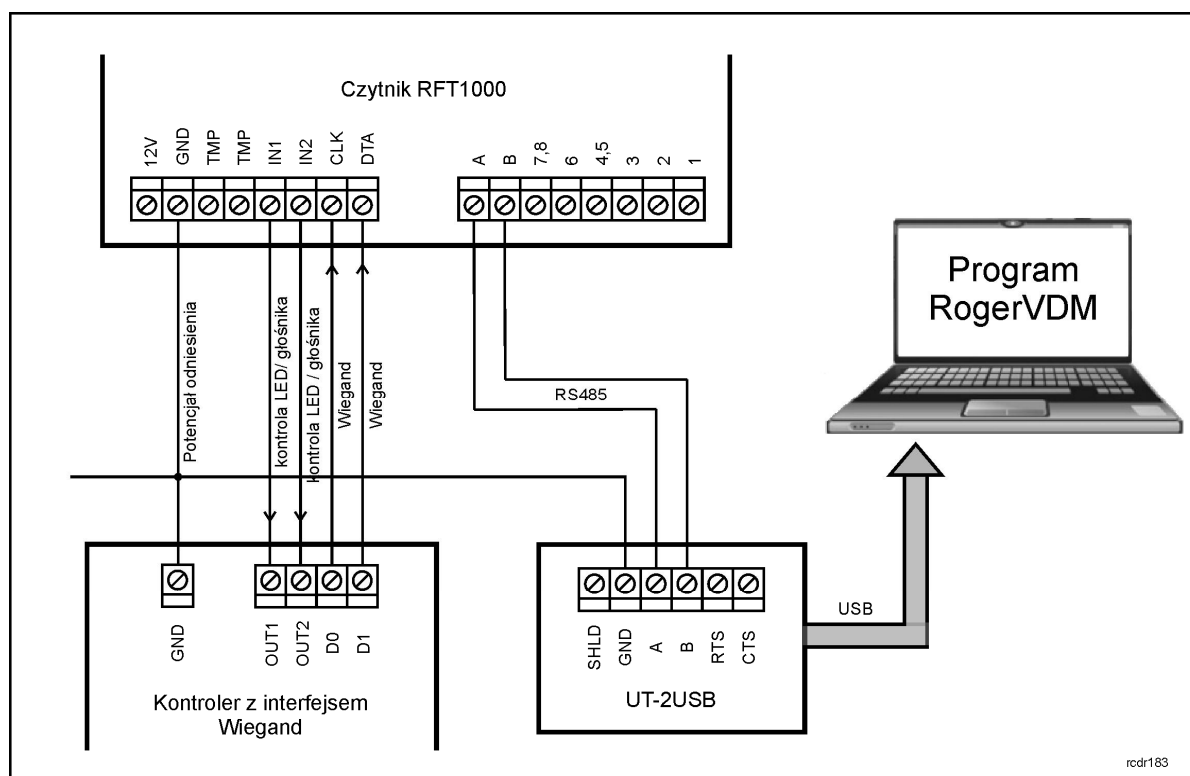 Czytnik RFT1000
12V
GND
TMP
TMP
IN1
IN2
CLK
DTA
A
B
7,8
6
4,5
3
2
1
Program
RogerVDM
Potencjał odniesienia
kontrola LED/ głośnika
kontrola LED / głośnika
Wiegand
Wiegand
RS485
USB
GND
OUT1
OUT2
D0
D1
Kontroler z interfejsem
Wiegand
SHLD
GND
A
B
RTS
CTS
UT-2USB
rcdr183